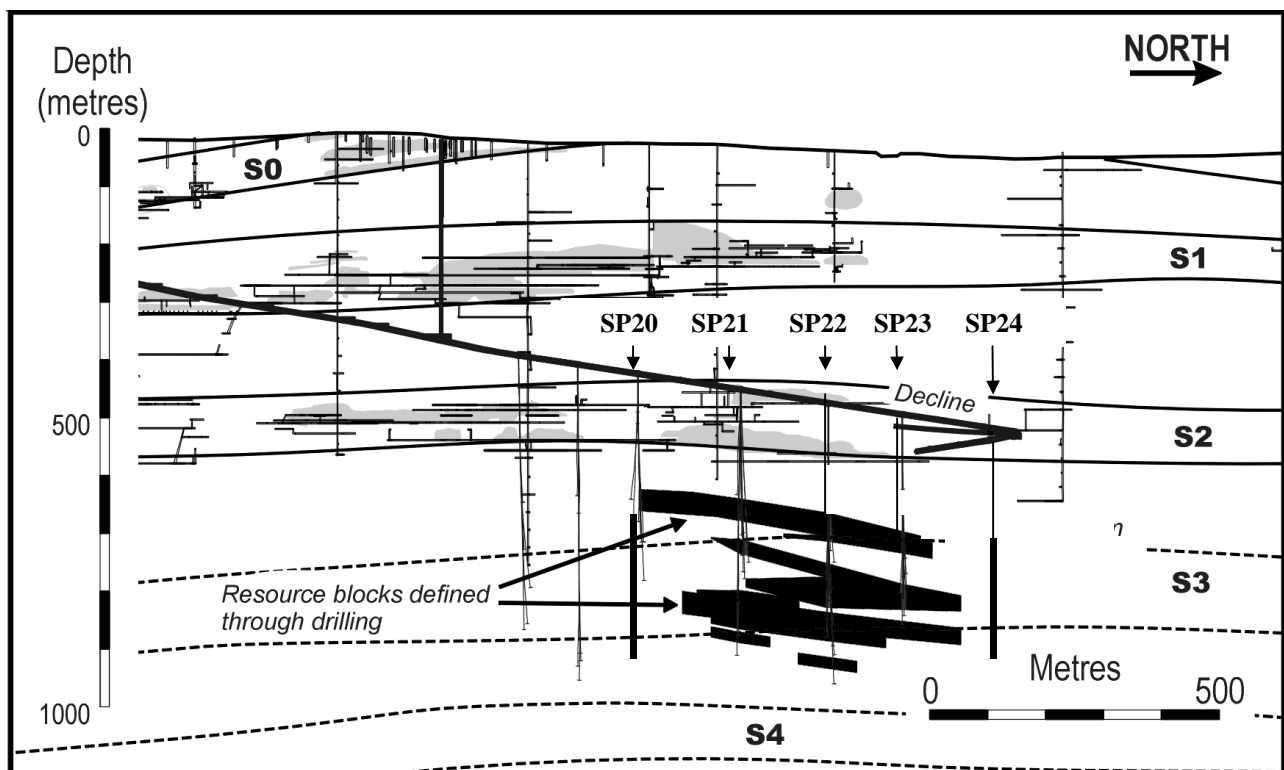 Depth
(metres)
NORTH
0
S0
S1
SP20 SP21 SP22 SP23 SP24
Decline
500
S2
n
S3
Resource blocks defined
through drilling
Metres
0 500
1000
S4